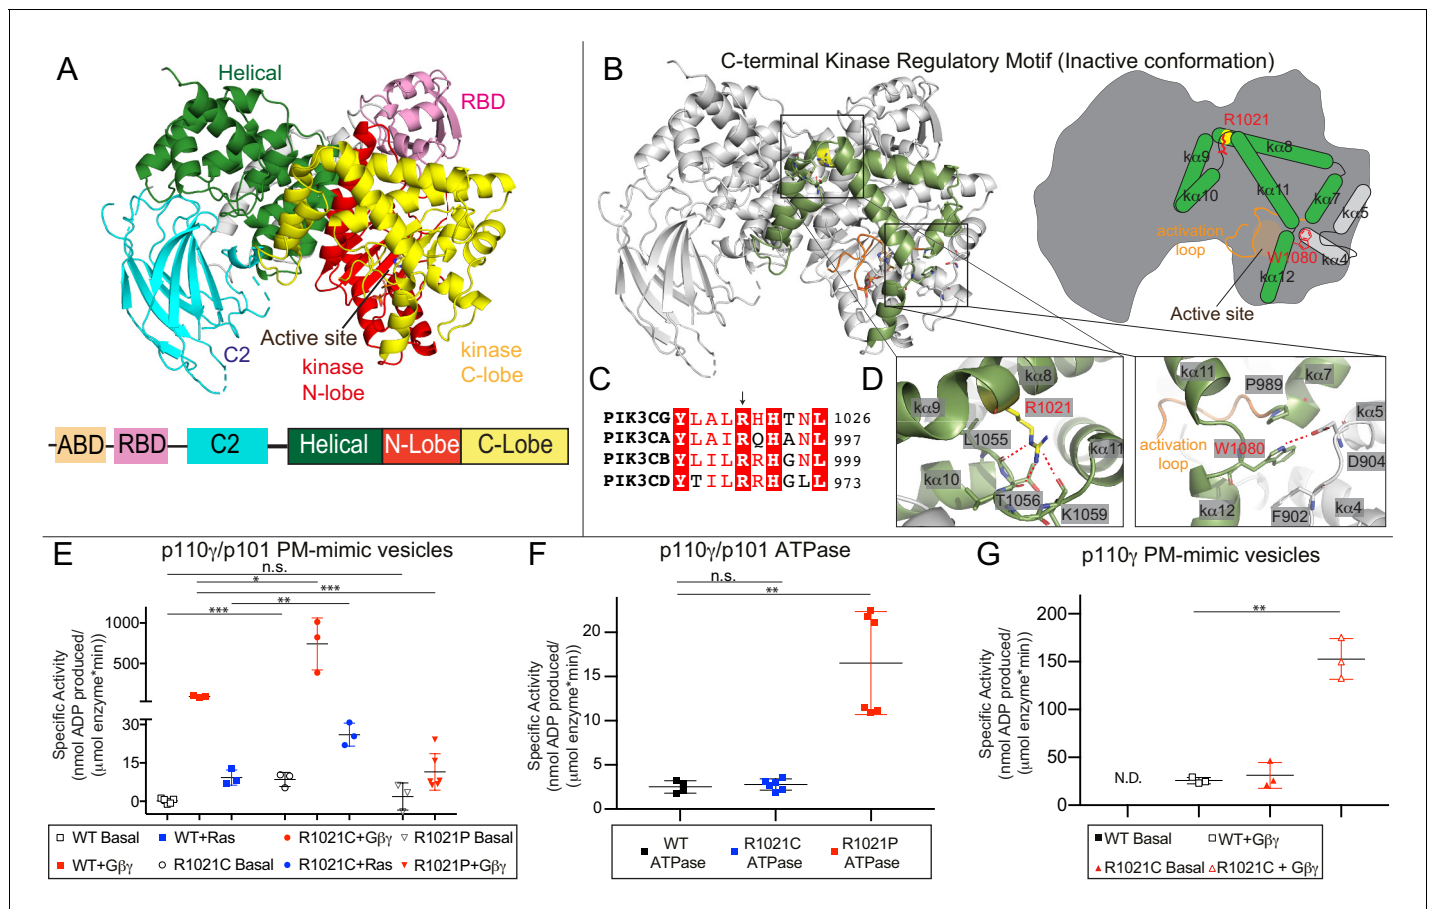 A
Helical
RBD
Active site
C2
kinase
N-lobe
kinase
C-lobe
ABD RBD C2 Helical N-Lobe C-Lobe
B
C-terminal Kinase Regulatory Motif (Inactive conformation)
R1021
kα9
kα8
kα10
kα11
kα7
kα5
activation
loop
W1080
kα4
kα12
Active site
C
PIK3CG YLALRHHTNL 1026
PIK3CA YLAIRQHANL 997
PIK3CB YLILRRHGNL 999
PIK3CD YTILRRHGLL 973
D
kα8
kα9
R1021
L1055
kα11
kα10
T1056
K1059
kα11
P989
kα7
kα5
activation
loop
W1080
D904
kα12
F902
kα4
E
p110γ/p101 PM-mimic vesicles
n.s.
*
***
**
***
Specific Activity
(nmol ADP produced/
(μmol enzyme*min))
1000
500
30
15
0
WT Basal WT+Ras R1021C+Gβγ R1021P Basal
WT+Gβγ R1021C Basal R1021C+Ras R1021P+Gβγ
F
p110γ/p101 ATPase
n.s.
**
Specific Activity
(nmol ADP produced/
(μmol enzyme*min))
20
15
10
5
0
WT ATPase R1021C ATPase R1021P ATPase
G
p110γ PM-mimic vesicles
**
Specific Activity
(nmol ADP produced/
(μmol enzyme*min))
200
150
100
50
0
N.D.
WT Basal WT+Gβγ
R1021C Basal R1021C + Gβγ